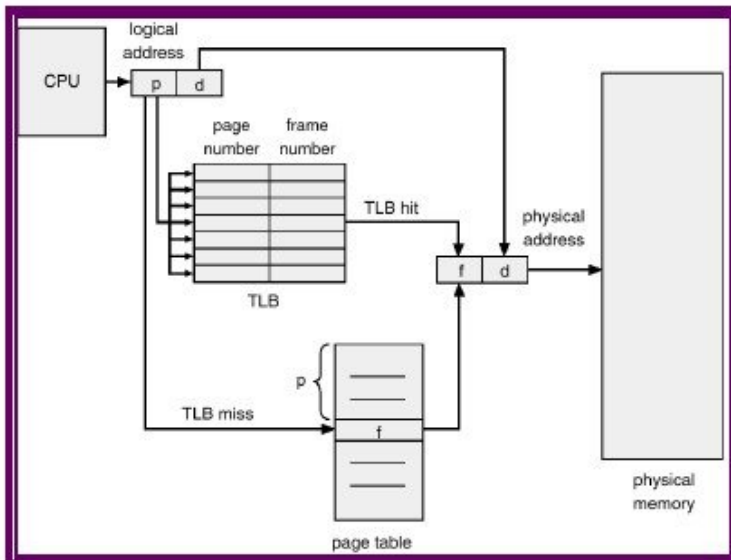 logical
address
CPU
p d
page
number
frame
number
TLB hit
physical
address
f d
TLB
p
TLB miss
f
physical
memory
page table